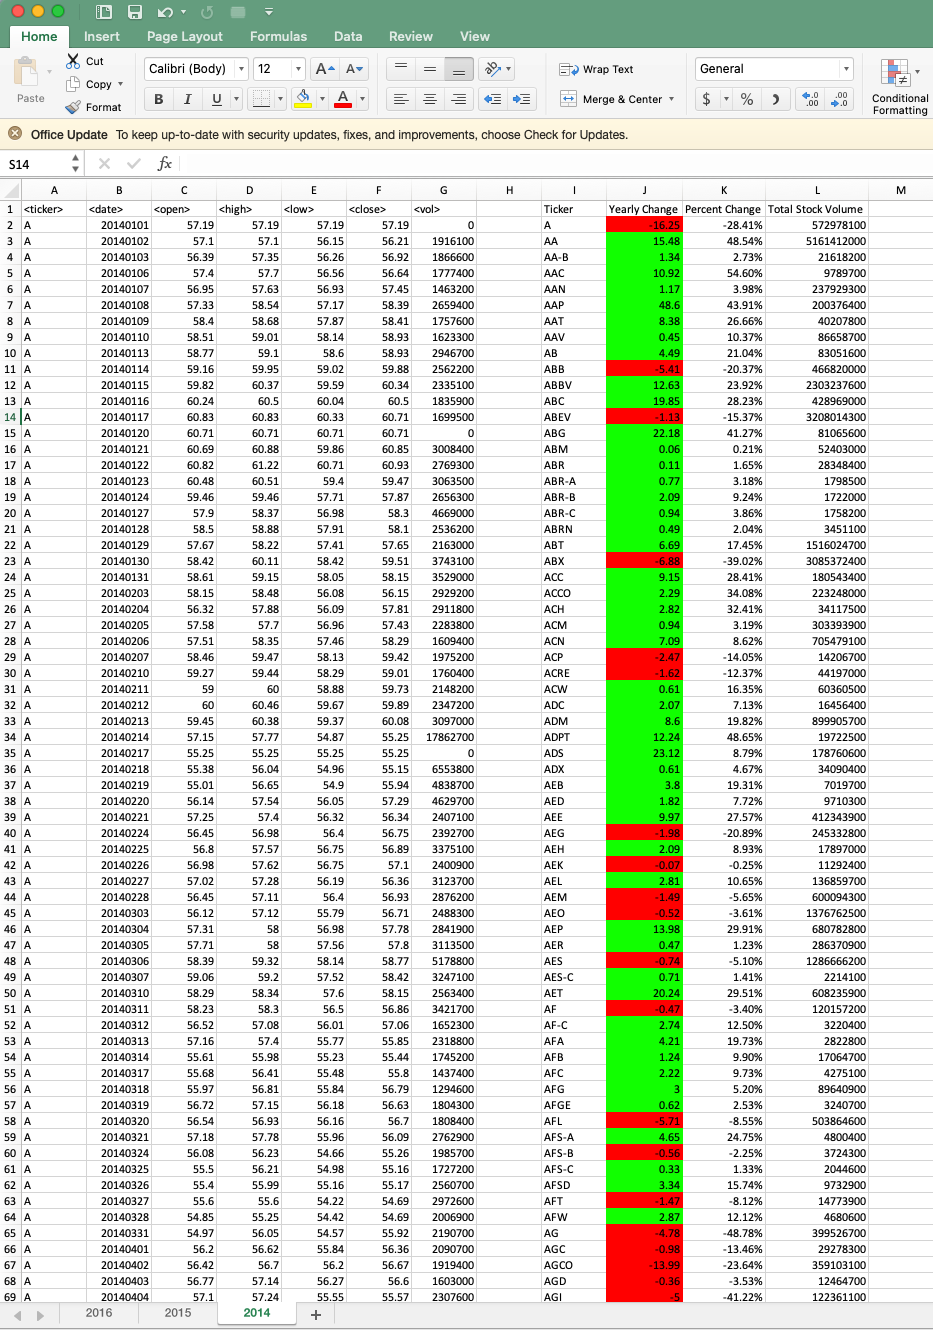 Home Insert Page Layout Formulas Data Review View
Paste Cut Copy Format Calibri (Body) 12 A A B I U A Wrap Text Merge & Center General $ % ) .0 .00 .00 .0 Conditional Formatting
Office Update To keep up-to-date with security updates, fixes, and improvements, choose Check for Updates.
S14 fx
A B C D E F G H I J K L M
1 <ticker> <date> <open> <high> <low> <close> <vol> Ticker Yearly Change Percent Change Total Stock Volume
2 A 20140101 57.19 57.19 57.19 57.19 0 A -16.25 -28.41% 572978100
3 A 20140102 57.1 57.1 56.15 56.21 1916100 AA 15.48 48.54% 5161412000
4 A 20140103 56.39 57.35 56.26 56.92 1866600 AA-B 1.34 2.73% 21618200
5 A 20140106 57.4 57.7 56.56 56.64 1777400 AAC 10.92 54.60% 9789700
6 A 20140107 56.95 57.63 56.93 57.45 1463200 AAN 1.17 3.98% 237929300
7 A 20140108 57.33 58.54 57.17 58.39 2659400 AAP 48.6 43.91% 200376400
8 A 20140109 58.4 58.68 57.87 58.41 1757600 AAT 8.38 26.66% 40207800
9 A 20140110 58.51 59.01 58.14 58.93 1623300 AAV 0.45 10.37% 86658700
10 A 20140113 58.77 59.1 58.6 58.93 2946700 AB 4.49 21.04% 83051600
11 A 20140114 59.16 59.95 59.02 59.88 2562200 ABB -5.41 -20.37% 466820000
12 A 20140115 59.82 60.37 59.59 60.34 2335100 ABBV 12.63 23.92% 2303237600
13 A 20140116 60.24 60.5 60.04 60.5 1835900 ABC 19.85 28.23% 428969000
14 A 20140117 60.83 60.83 60.33 60.71 1699500 ABEV -1.13 -15.37% 3208014300
15 A 20140120 60.71 60.71 60.71 60.71 0 ABG 22.18 41.27% 81065600
16 A 20140121 60.69 60.88 59.86 60.85 3008400 ABM 0.06 0.21% 52403000
17 A 20140122 60.82 61.22 60.71 60.93 2769300 ABR 0.11 1.65% 28348400
18 A 20140123 60.48 60.51 59.4 59.47 3063500 ABR-A 0.77 3.18% 1798500
19 A 20140124 59.46 59.46 57.71 57.87 2656300 ABR-B 2.09 9.24% 1722000
20 A 20140127 57.9 58.37 56.98 58.3 4669000 ABR-C 0.94 3.86% 1758200
21 A 20140128 58.5 58.88 57.91 58.1 2536200 ABRN 0.49 2.04% 3451100
22 A 20140129 57.67 58.22 57.41 57.65 2163000 ABT 6.69 17.45% 1516024700
23 A 20140130 58.42 60.11 58.42 59.51 3743100 ABX -6.88 -39.02% 3085372400
24 A 20140131 58.61 59.15 58.05 58.15 3529000 ACC 9.15 28.41% 180543400
25 A 20140203 58.15 58.48 56.08 56.15 2929200 ACCO 2.29 34.08% 223248000
26 A 20140204 56.32 57.88 56.09 57.81 2911800 ACH 2.82 32.41% 34117500
27 A 20140205 57.58 57.7 56.96 57.43 2283800 ACM 0.94 3.19% 303393900
28 A 20140206 57.51 58.35 57.46 58.29 1609400 ACN 7.09 8.62% 705479100
29 A 20140207 58.46 59.47 58.13 59.42 1975200 ACP -2.47 -14.05% 14206700
30 A 20140210 59.27 59.44 58.29 59.01 1760400 ACRE -1.62 -12.37% 44197000
31 A 20140211 59 60 58.88 59.73 2148200 ACW 0.61 16.35% 60360500
32 A 20140212 60 60.46 59.67 59.89 2347200 ADC 2.07 7.13% 16456400
33 A 20140213 59.45 60.38 59.37 60.08 3097000 ADM 8.6 19.82% 899905700
34 A 20140214 57.15 57.77 54.87 55.25 17862700 ADPT 12.24 48.65% 19722500
35 A 20140217 55.25 55.25 55.25 55.25 0 ADS 23.12 8.79% 178760600
36 A 20140218 55.38 56.04 54.96 55.15 6553800 ADX 0.61 4.67% 34090400
37 A 20140219 55.01 56.65 54.9 55.94 4838700 AEB 3.8 19.31% 7019700
38 A 20140220 56.14 57.54 56.05 57.29 4629700 AED 1.82 7.72% 9710300
39 A 20140221 57.25 57.4 56.32 56.34 2407100 AEE 9.97 27.57% 412343900
40 A 20140224 56.45 56.98 56.4 56.75 2392700 AEG -1.98 -20.89% 245332800
41 A 20140225 56.8 57.57 56.75 56.89 3375100 AEH 2.09 8.93% 17897000
42 A 20140226 56.98 57.62 56.75 57.1 2400900 AEK -0.07 -0.25% 11292400
43 A 20140227 57.02 57.28 56.19 56.36 3123700 AEL 2.81 10.65% 136859700
44 A 20140228 56.45 57.11 56.4 56.93 2876200 AEM -1.49 -5.65% 600094300
45 A 20140303 56.12 57.12 55.79 56.71 2488300 AEO -0.52 -3.61% 1376762500
46 A 20140304 57.31 58 56.98 57.78 2841900 AEP 13.98 29.91% 680782800
47 A 20140305 57.71 58 57.56 57.8 3113500 AER 0.47 1.23% 286370900
48 A 20140306 58.39 59.32 58.14 58.77 5178800 AES -0.74 -5.10% 1286666200
49 A 20140307 59.06 59.2 57.52 58.42 3247100 AES-C 0.71 1.41% 2214100
50 A 20140310 58.29 58.34 57.6 58.15 2563400 AET 20.24 29.51% 608235900
51 A 20140311 58.23 58.3 56.5 56.86 3421700 AF -0.47 -3.40% 120157200
52 A 20140312 56.52 57.08 56.01 57.06 1652300 AF-C 2.74 12.50% 3220400
53 A 20140313 57.16 57.4 55.77 55.85 2318800 AFA 4.21 19.73% 2822800
54 A 20140314 55.61 55.98 55.23 55.44 1745200 AFB 1.24 9.90% 17064700
55 A 20140317 55.68 56.41 55.48 55.8 1437400 AFC 2.22 9.73% 4275100
56 A 20140318 55.97 56.81 55.84 56.79 1294600 AFG 3 5.20% 89640900
57 A 20140319 56.72 57.15 56.18 56.63 1804300 AFGE 0.62 2.53% 3240700
58 A 20140320 56.54 56.93 56.16 56.7 1808400 AFL -5.71 -8.55% 503864600
59 A 20140321 57.18 57.78 55.96 56.09 2762900 AFS-A 4.65 24.75% 4800400
60 A 20140324 56.08 56.23 54.66 55.26 1985700 AFS-B -0.56 -2.25% 3724300
61 A 20140325 55.5 56.21 54.98 55.16 1727200 AFS-C 0.33 1.33% 2044600
62 A 20140326 55.4 55.99 55.16 55.17 2560700 AFSD 3.34 15.74% 9732900
63 A 20140327 55.6 55.6 54.22 54.69 2972600 AFT -1.47 -8.12% 14773900
64 A 20140328 54.85 55.25 54.42 54.69 2006900 AFW 2.87 12.12% 4680600
65 A 20140331 54.97 56.05 54.57 55.92 2190700 AG -4.78 -48.78% 399526700
66 A 20140401 56.2 56.62 55.84 56.36 2090700 AGC -0.98 -13.46% 29278300
67 A 20140402 56.42 56.7 56.2 56.67 1919400 AGCO -13.99 -23.64% 359103100
68 A 20140403 56.77 57.14 56.27 56.6 1603000 AGD -0.36 -3.53% 12464700
69 A 20140404 57.1 57.24 55.55 55.57 2307600 AGI -5 -41.22% 122361100
2016 2015 2014 +